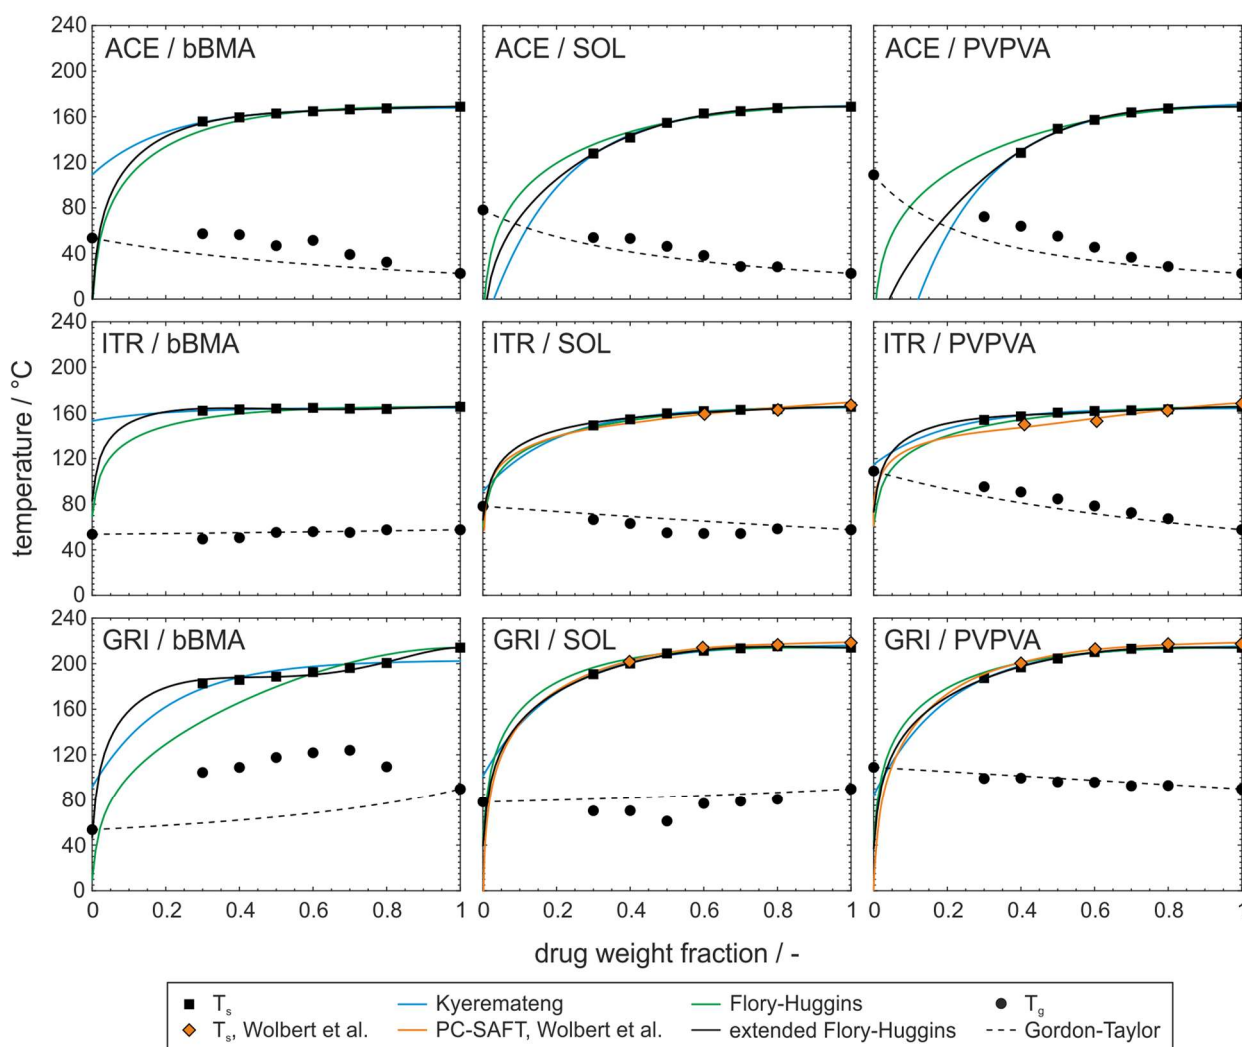 240
200
160
120
80
40
0
ACE / bBMA
ACE / SOL
ACE / PVPVA
240
200
160
120
80
40
0
ITR / bBMA
ITR / SOL
ITR / PVPVA
temperature / °C
240
200
160
120
80
40
0
GRI / bBMA
GRI / SOL
GRI / PVPVA
0 0.2 0.4 0.6 0.8 1
0 0.2 0.4 0.6 0.8 1
0 0.2 0.4 0.6 0.8 1
drug weight fraction / -
Ts Kyeremateng Flory-Huggins Tg
Ts, Wolbert et al. PC-SAFT, Wolbert et al. extended Flory-Huggins Gordon-Taylor